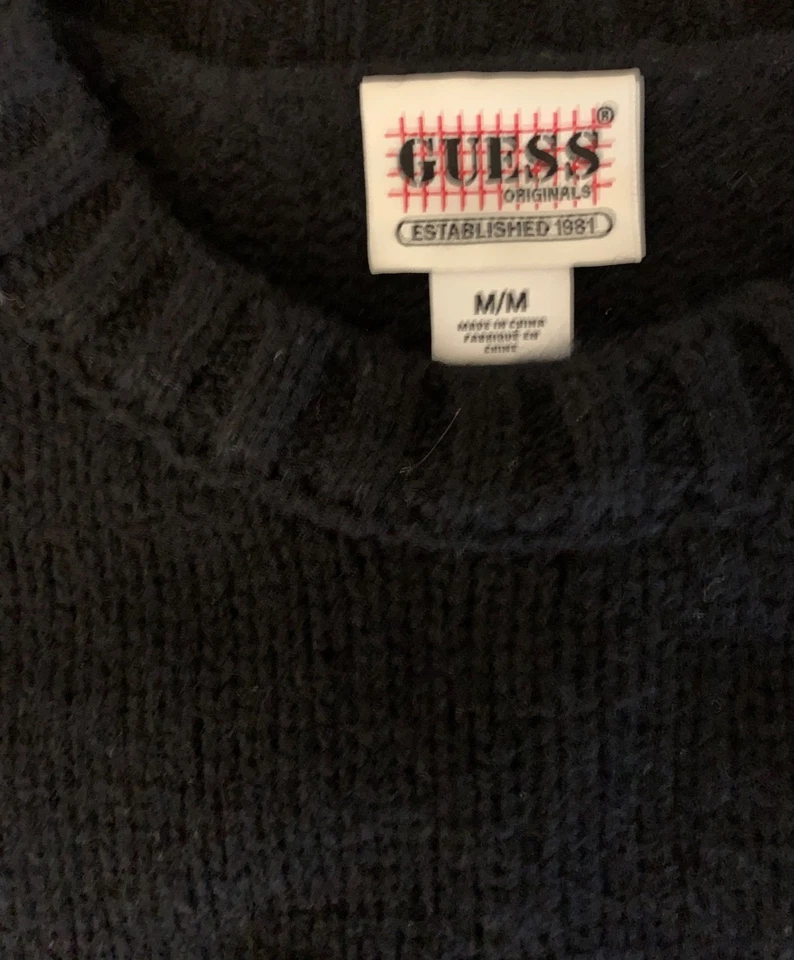 GUESS®
ORIGINALS
ESTABLISHED 1981
M/M
MADE IN CHINA
FABRIQUÉ EN
CHINE